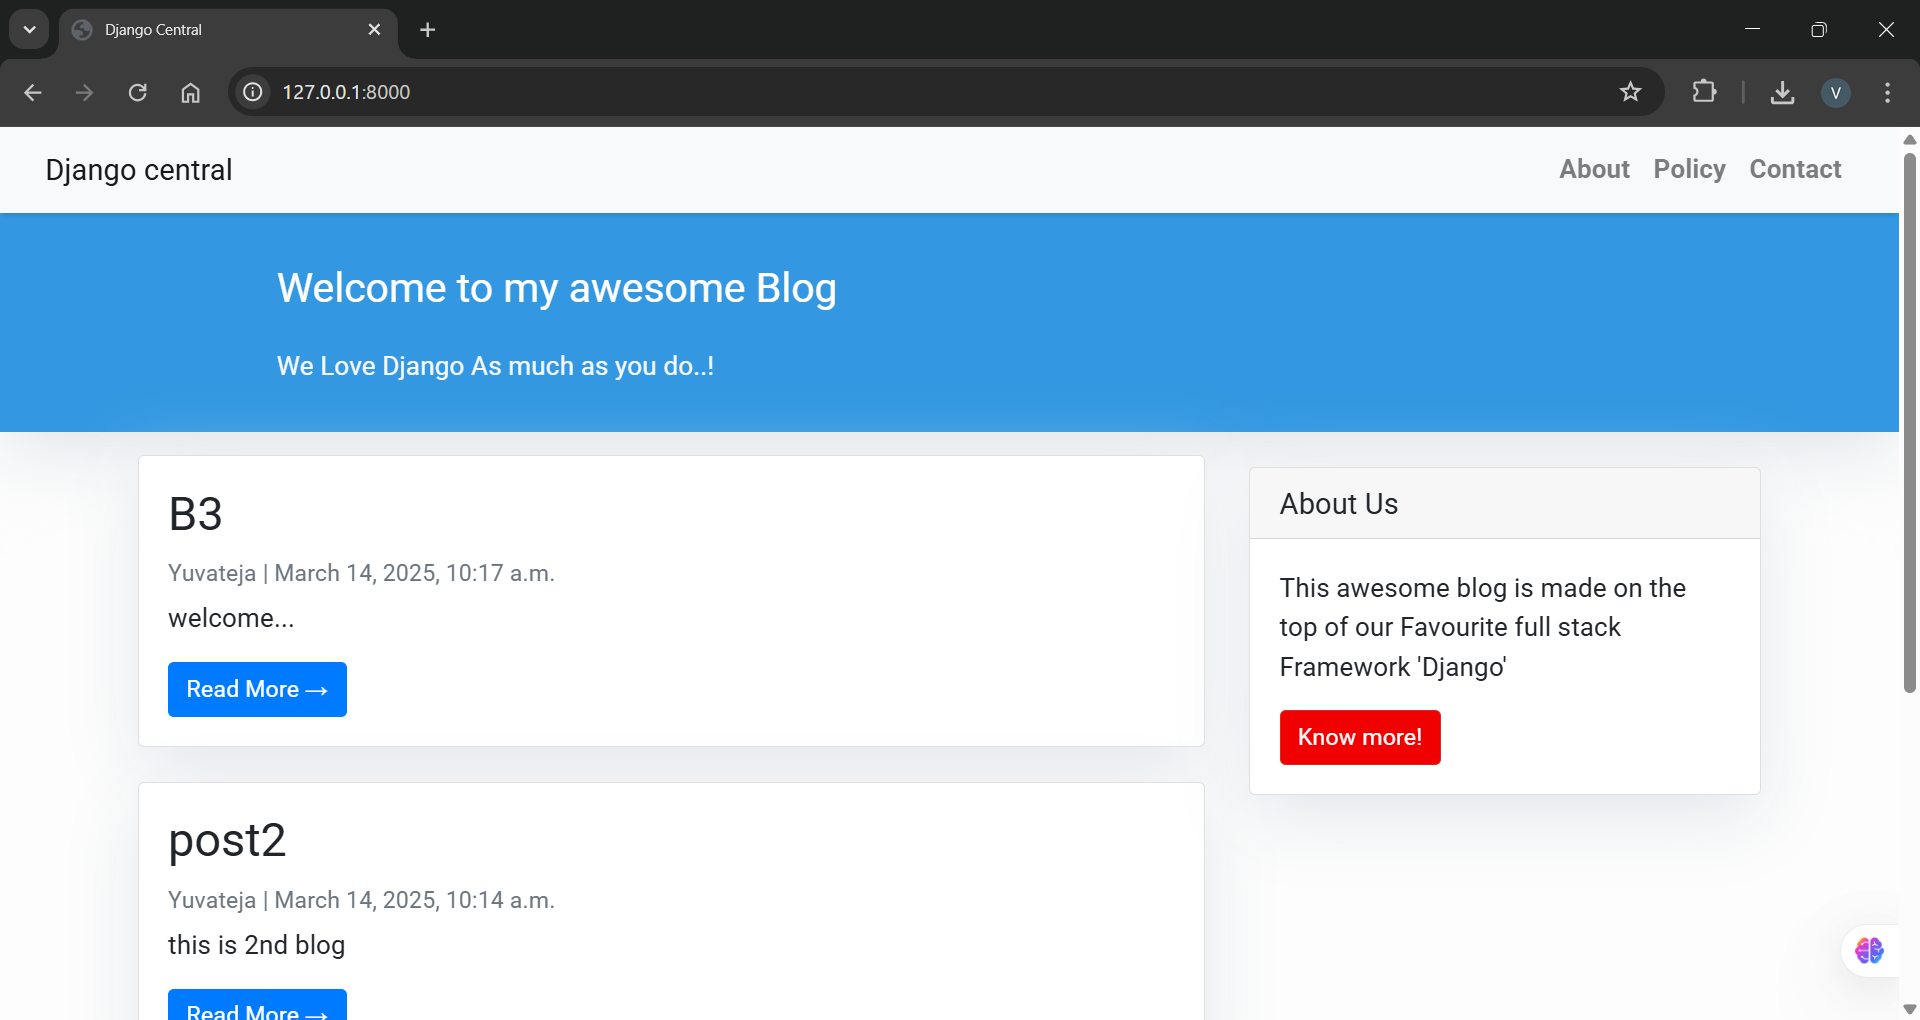 Django Central
127.0.0.1:8000
V
Django central
About Policy Contact
Welcome to my awesome Blog
We Love Django As much as you do..!
B3
Yuvateja | March 14, 2025, 10:17 a.m.
welcome...
Read More →
post2
Yuvateja | March 14, 2025, 10:14 a.m.
this is 2nd blog
Read More →
About Us
This awesome blog is made on the
top of our Favourite full stack
Framework 'Django'
Know more!